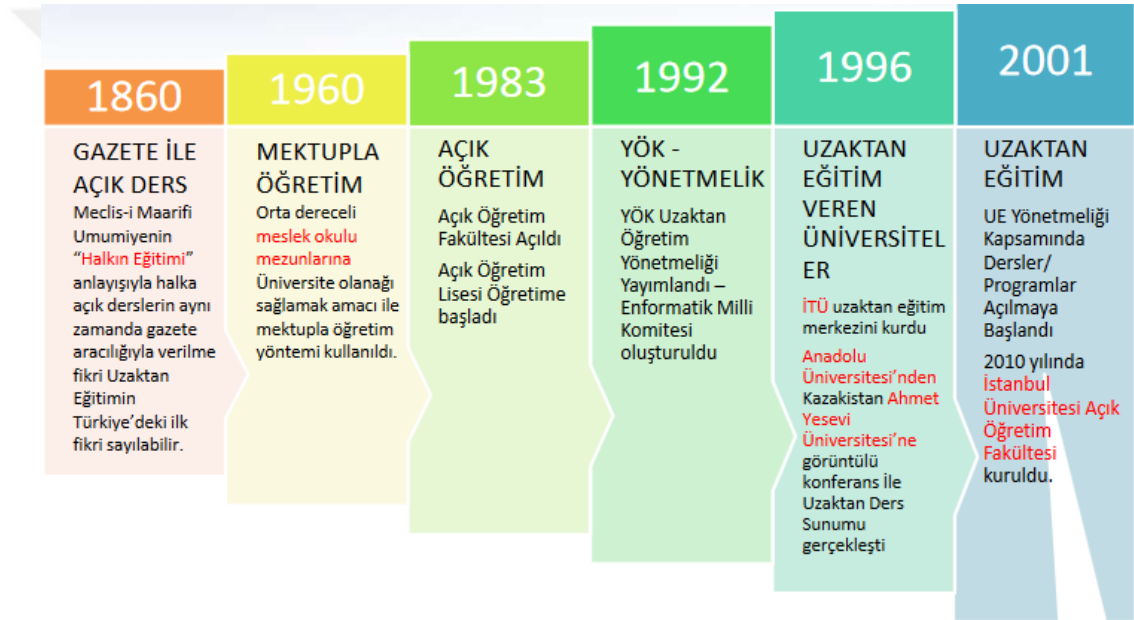 1860
GAZETE İLE
AÇIK DERS
Meclis-i Maarifi
Umumiyenin
“Halkın Eğitimi”
anlayışıyla halka
açık derslerin aynı
zamanda gazete
aracılığıyla verilme
fikri Uzaktan
Eğitimin
Türkiye’deki ilk
fikri sayılabilir.
1960
MEKTUPLA
ÖĞRETİM
Orta dereceli
meslek okulu
mezunlarına
Üniversite olanağı
sağlamak amacı ile
mektupla öğretim
yöntemi kullanıldı.
1983
AÇIK
ÖĞRETİM
Açık Öğretim
Fakültesi Açıldı
Açık Öğretim
Lisesi Öğretime
başladı
1992
YÖK -
YÖNETMELİK
YÖK Uzaktan
Öğretim
Yönetmeliği
Yayımlandı –
Enformatik Milli
Komitesi
oluşturuldu
1996
UZAKTAN
EĞİTİM
VEREN
ÜNİVERSİTEL
ER
İTÜ uzaktan eğitim
merkezini kurdu
Anadolu
Üniversitesi’nden
Kazakistan Ahmet
Yesevi
Üniversitesi’ne
görüntülü
konferans İle
Uzaktan Ders
Sunumu
gerçekleşti
2001
UZAKTAN
EĞİTİM
UE Yönetmeliği
Kapsamında
Dersler/
Programlar
Açılmaya
Başlandı
2010 yılında
İstanbul
Üniversitesi Açık
Öğretim
Fakültesi
kuruldu.